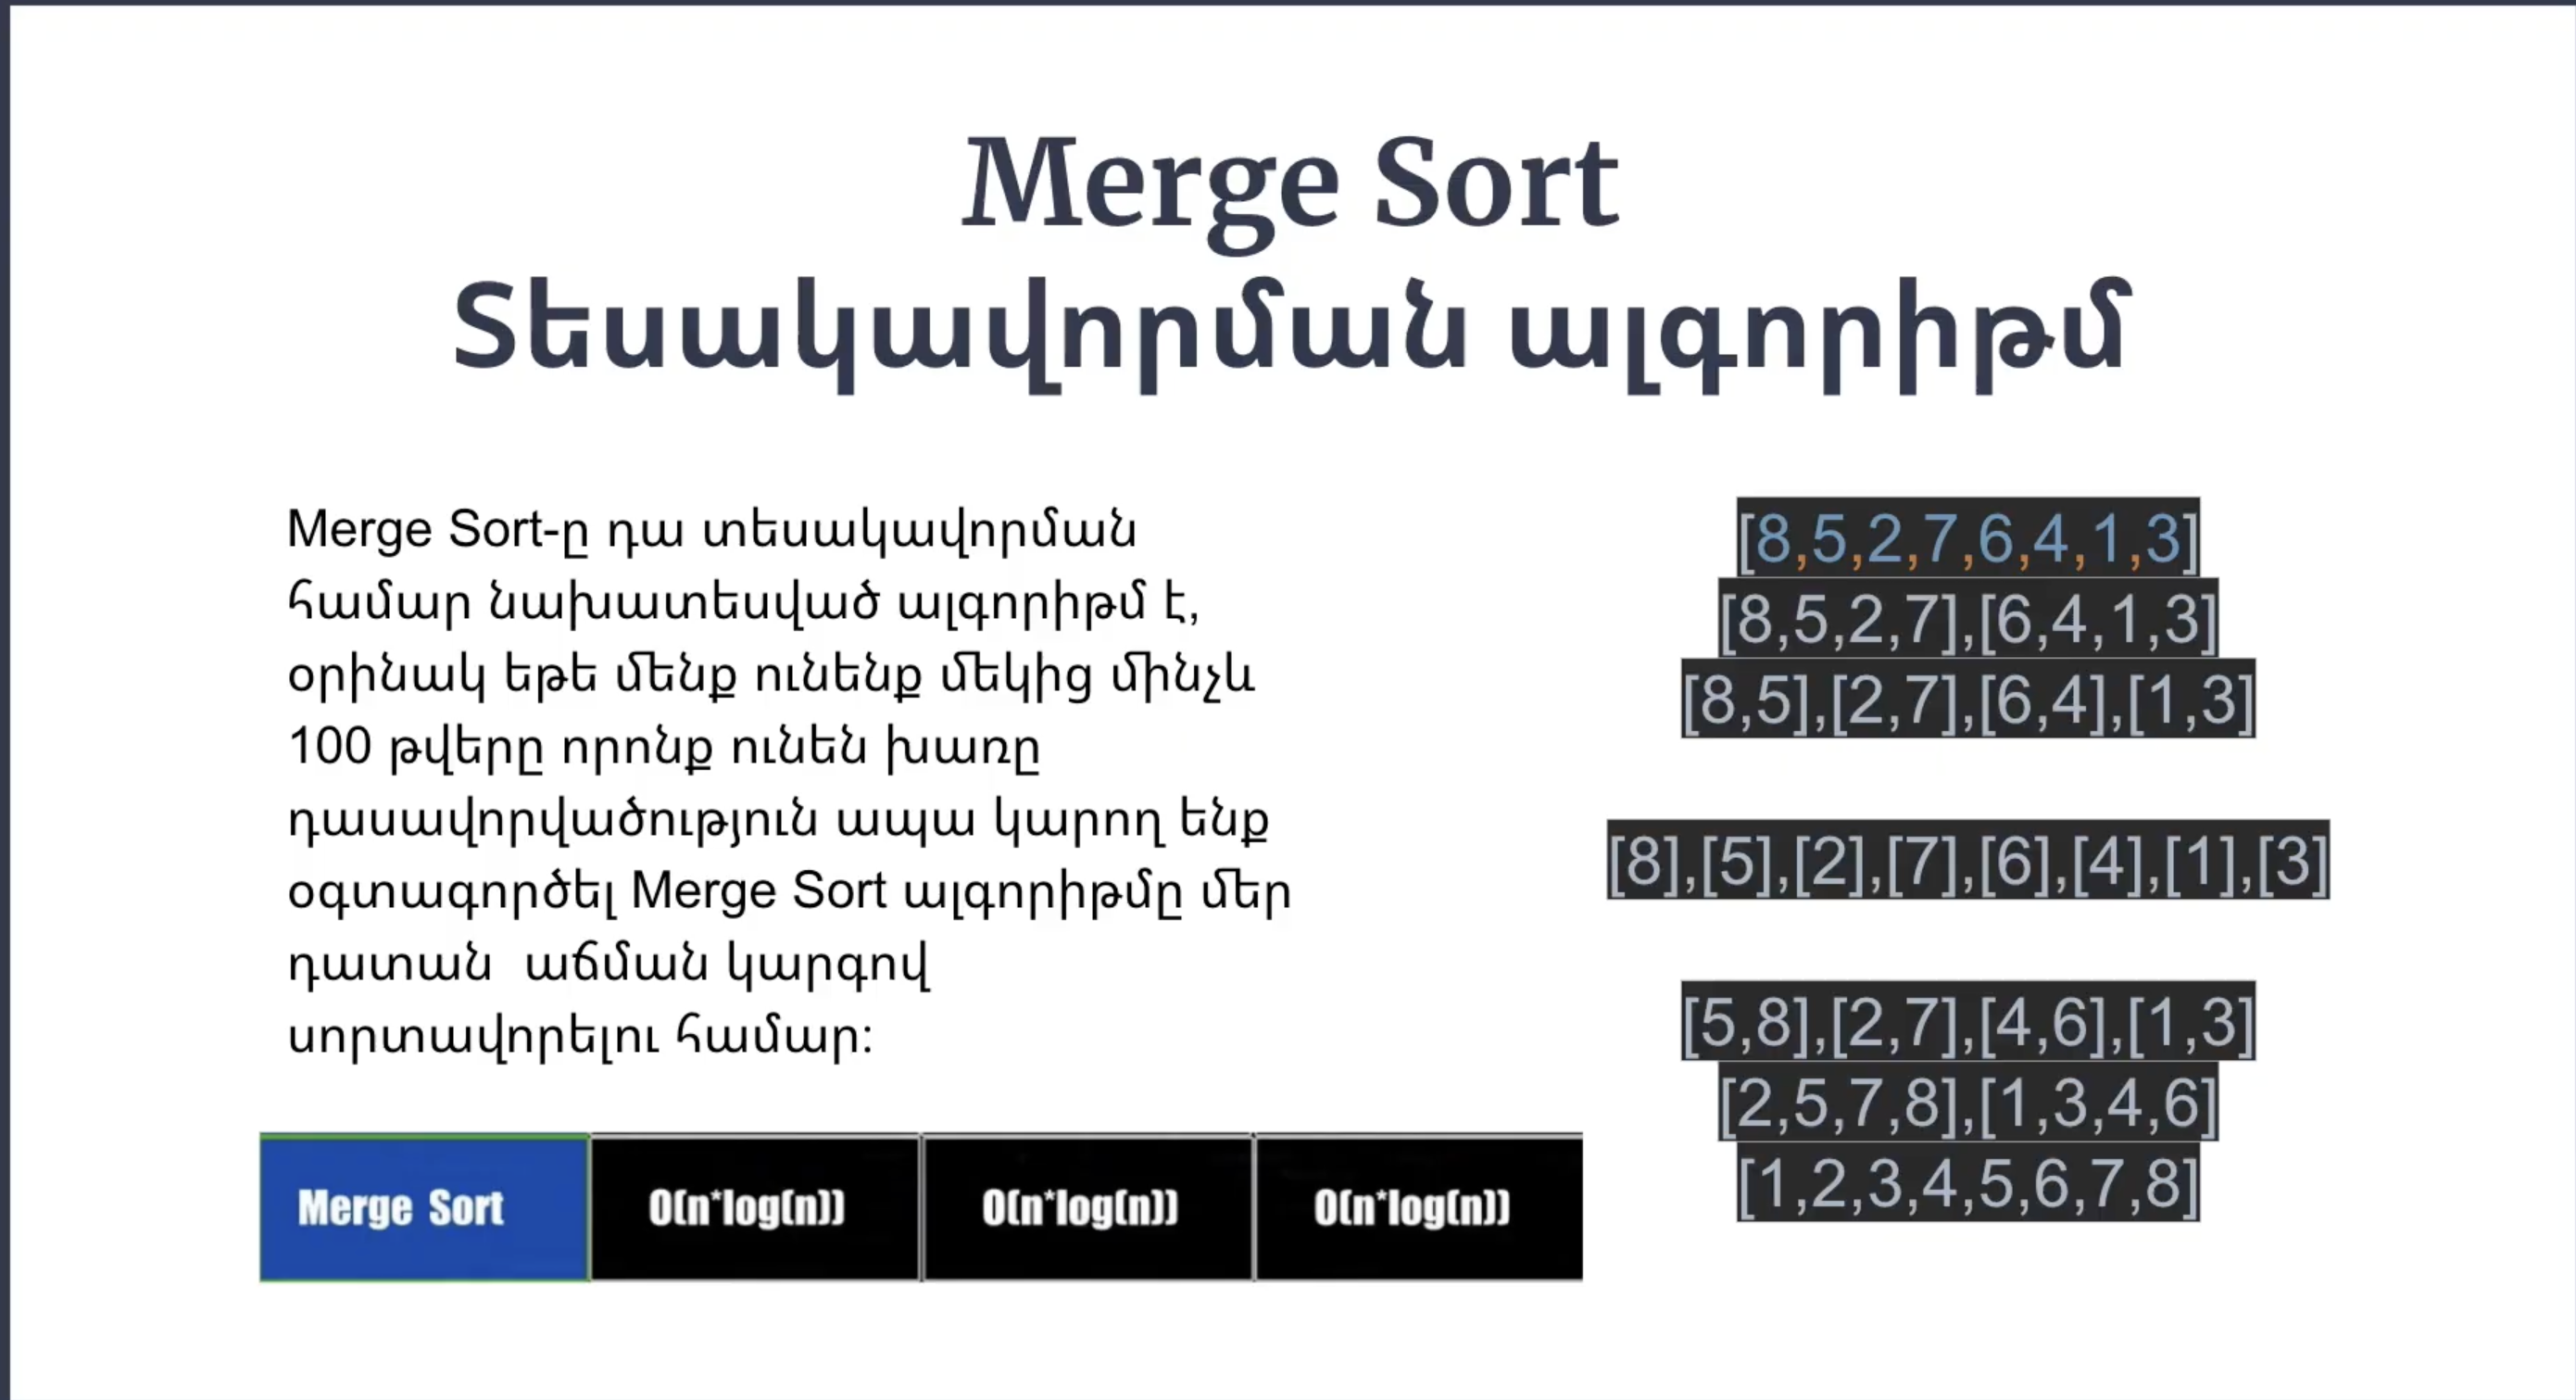 Merge Sort
Տեսակավորման ալգորիթմ
Merge Sort-ը դա տեսակավորման
համար նախատեսված ալգորիթմ է,
օրինակ եթե մենք ունենք մեկից մինչև
100 թվերը որոնք ունեն խառը
դասավորվածություն ապա կարող ենք
օգտագործել Merge Sort ալգորիթմը մեր
դատան  աճման կարգով
սորտավորելու համար:
[8,5,2,7,6,4,1,3]
[8,5,2,7],[6,4,1,3]
[8,5],[2,7],[6,4],[1,3]
[8],[5],[2],[7],[6],[4],[1],[3]
[5,8],[2,7],[4,6],[1,3]
[2,5,7,8],[1,3,4,6]
[1,2,3,4,5,6,7,8]
Merge Sort O(n*log(n)) O(n*log(n)) O(n*log(n))